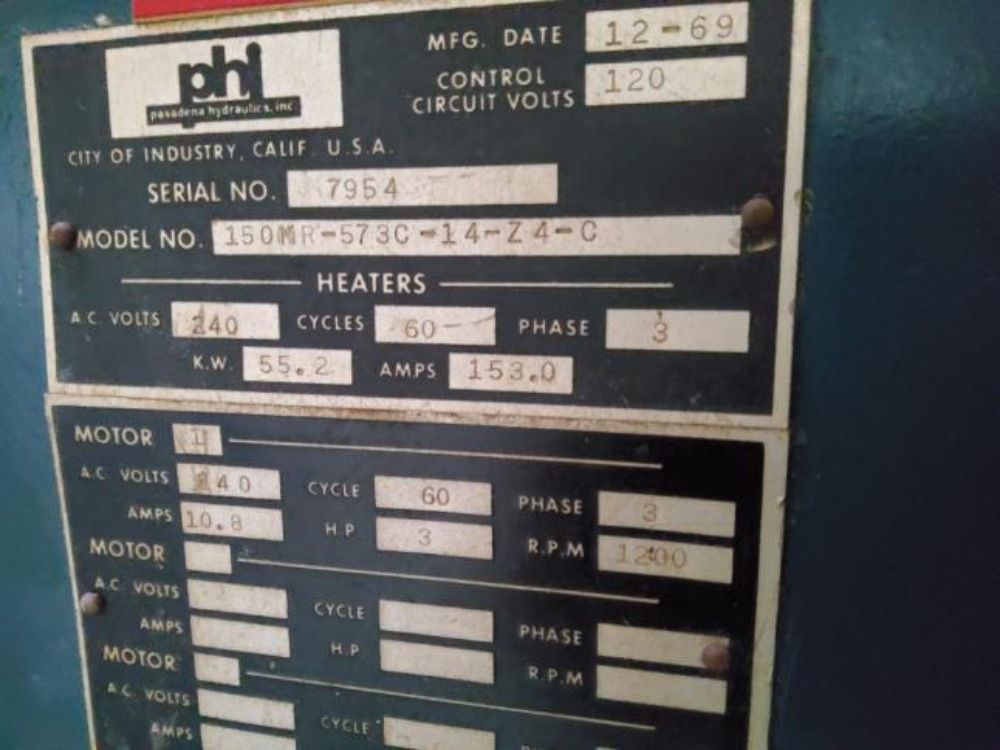 phi
pasadena hydraulics, inc
MFG. DATE 12-69
CONTROL CIRCUIT VOLTS 120
CITY OF INDUSTRY, CALIF. U.S.A.
SERIAL NO. 7954
MODEL NO. 150MR-573C-14-Z4-C
HEATERS
A.C. VOLTS 240 CYCLES 60 PHASE 3
K.W. 55.2 AMPS 153.0
MOTOR 1
A.C. VOLTS 240 CYCLE 60 PHASE 3
AMPS 10.8 H.P 3 R.P.M 1200
MOTOR
A.C. VOLTS CYCLE PHASE
AMPS H.P R.P.M
MOTOR
A.C. VOLTS CYCLE
AMPS